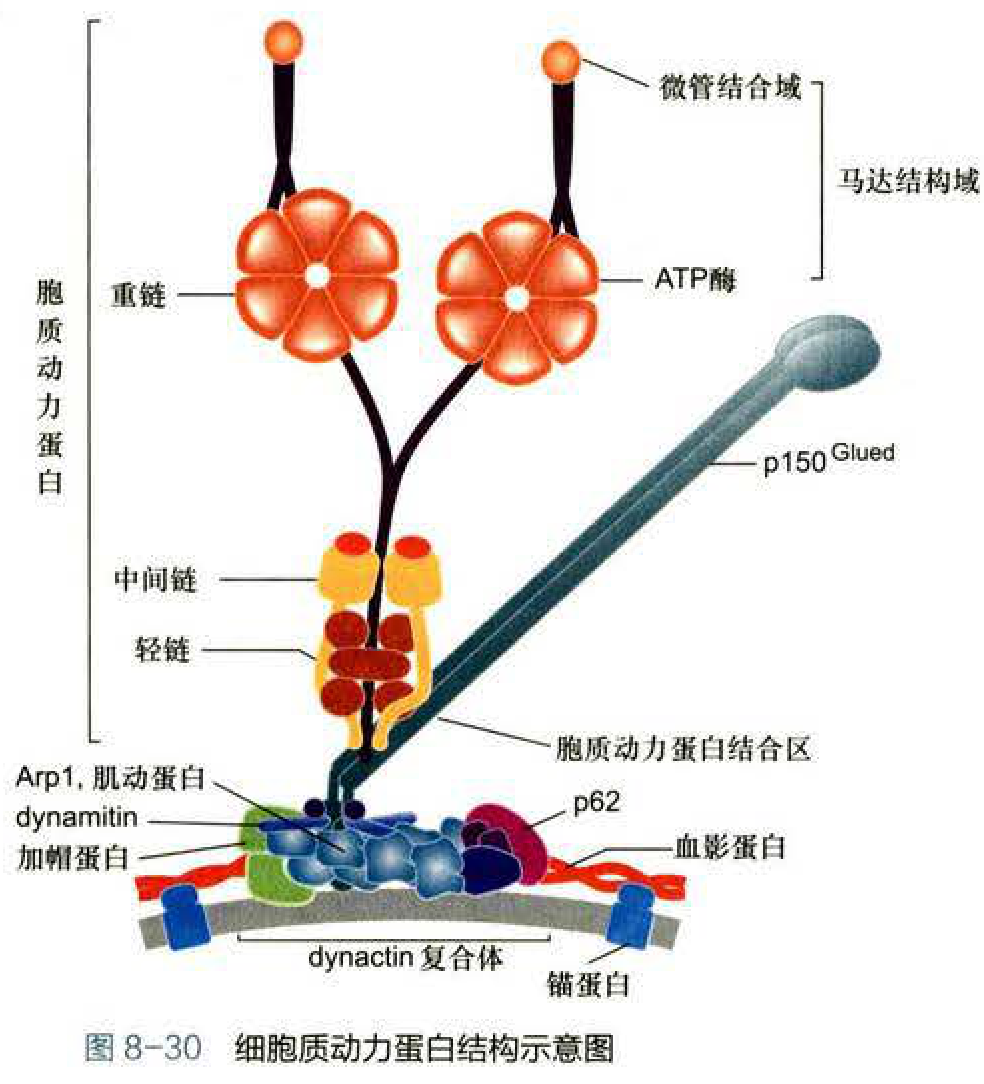 微管结合域
马达结构域
ATP酶
重链
胞质动力蛋白
p150 Glued
中间链
轻链
胞质动力蛋白结合区
Arp1, 肌动蛋白
dynamitin
p62
加帽蛋白
血影蛋白
dynactin 复合体
锚蛋白
图 8-30 细胞质动力蛋白结构示意图